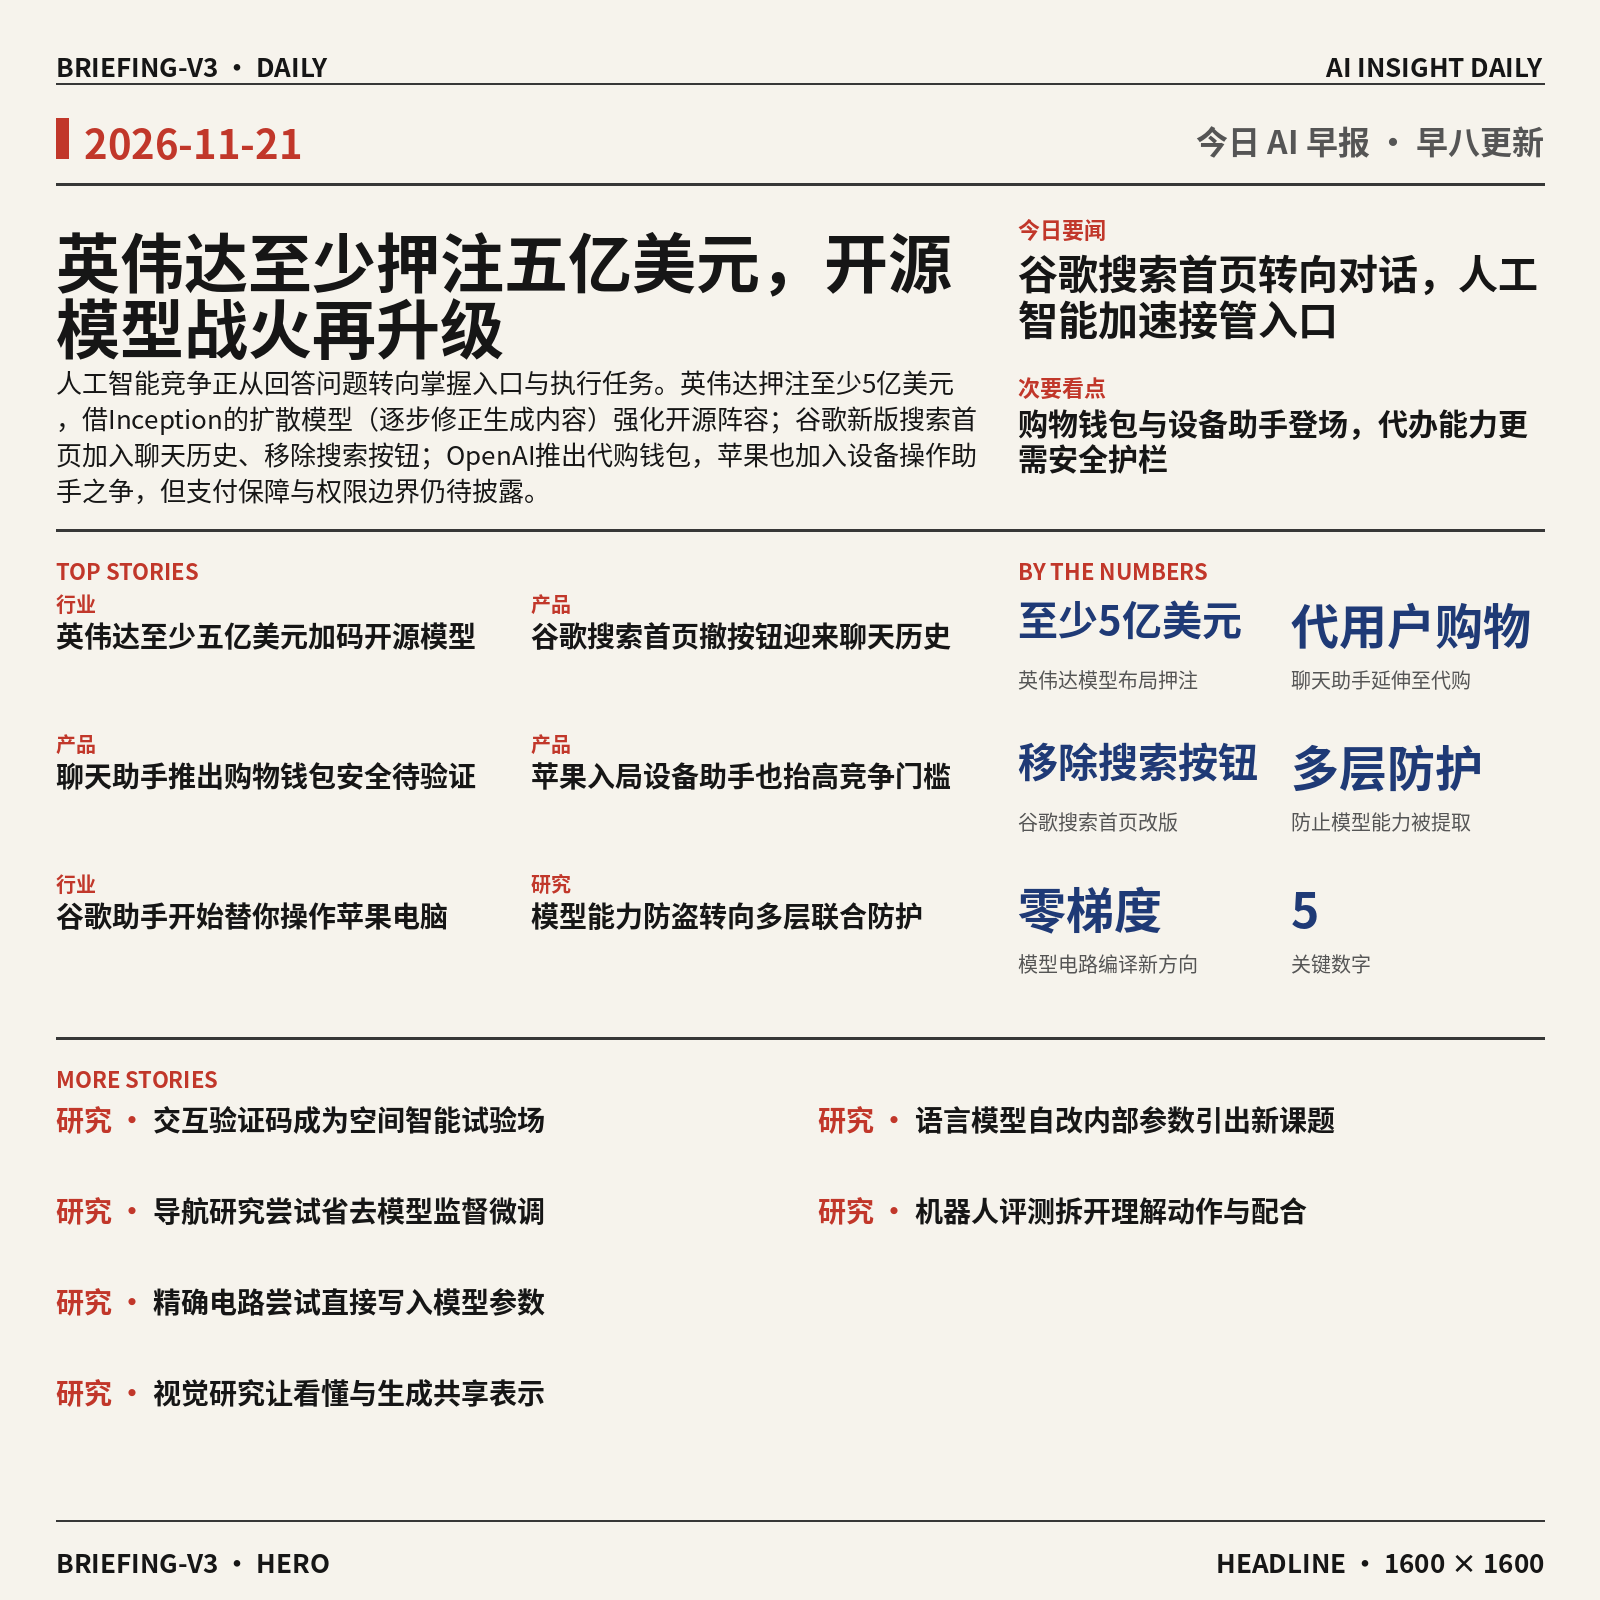 BRIEFING-V3 • DAILY
AI INSIGHT DAILY
2026-11-21
今日 AI 早报 • 早八更新
英伟达至少押注五亿美元，开源
模型战火再升级
人工智能竞争正从回答问题转向掌握入口与执行任务。英伟达押注至少5亿美元
，借Inception的扩散模型（逐步修正生成内容）强化开源阵容；谷歌新版搜索首
页加入聊天历史、移除搜索按钮；OpenAI推出代购钱包，苹果也加入设备操作助
手之争，但支付保障与权限边界仍待披露。
今日要闻
谷歌搜索首页转向对话，人工
智能加速接管入口
次要看点
购物钱包与设备助手登场，代办能力更
需安全护栏
TOP STORIES
行业
英伟达至少五亿美元加码开源模型
产品
谷歌搜索首页撤按钮迎来聊天历史
产品
聊天助手推出购物钱包安全待验证
产品
苹果入局设备助手也抬高竞争门槛
行业
谷歌助手开始替你操作苹果电脑
研究
模型能力防盗转向多层联合防护
BY THE NUMBERS
至少5亿美元
英伟达模型布局押注
代用户购物
聊天助手延伸至代购
移除搜索按钮
谷歌搜索首页改版
多层防护
防止模型能力被提取
零梯度
模型电路编译新方向
5
关键数字
MORE STORIES
研究 • 交互验证码成为空间智能试验场
研究 • 语言模型自改内部参数引出新课题
研究 • 导航研究尝试省去模型监督微调
研究 • 机器人评测拆开理解动作与配合
研究 • 精确电路尝试直接写入模型参数
研究 • 视觉研究让看懂与生成共享表示
BRIEFING-V3 • HERO
HEADLINE • 1600 × 1600